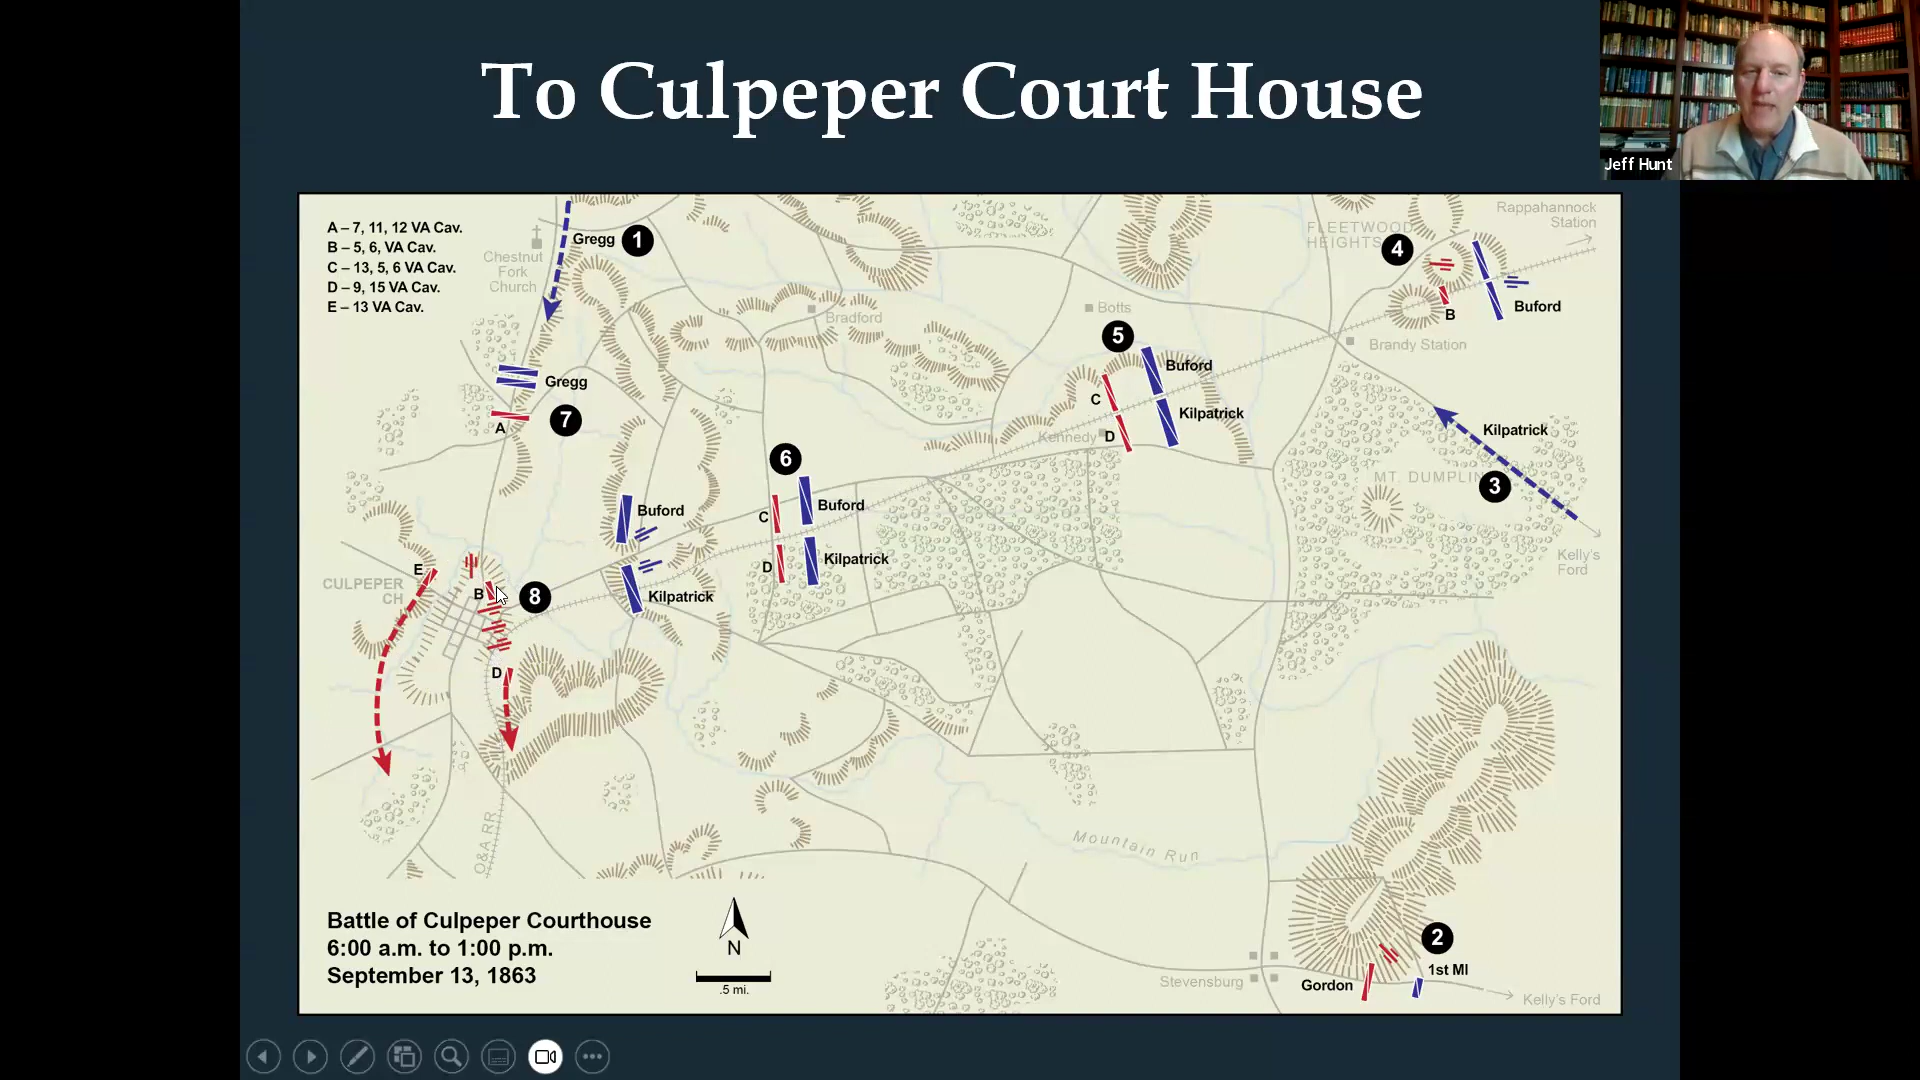 To Culpeper Court House
Jeff Hunt
A – 7, 11, 12 VA Cav.
B – 5, 6, VA Cav.
C – 13, 5, 6 VA Cav.
D – 9, 15 VA Cav.
E – 13 VA Cav.
Chestnut
Fork
Church
Gregg 1
Rappahannock
Station
FLEETWOOD
HEIGHTS
4
Buford
B
Botts
Bradford
5
Brandy Station
Buford
Gregg
C
Kilpatrick
Kilpatrick
7
A
Kennedy
D
6
MT. DUMPLIN
3
Buford
C
Buford
Kilpatrick
D
Kelly's
Ford
E
CULPEPER
CH
B
8
Kilpatrick
D
O&A RR
Mountain Run
Battle of Culpeper Courthouse
6:00 a.m. to 1:00 p.m.
September 13, 1863
N
.5 mi.
2
1st MI
Stevensburg
Gordon
Kelly's Ford